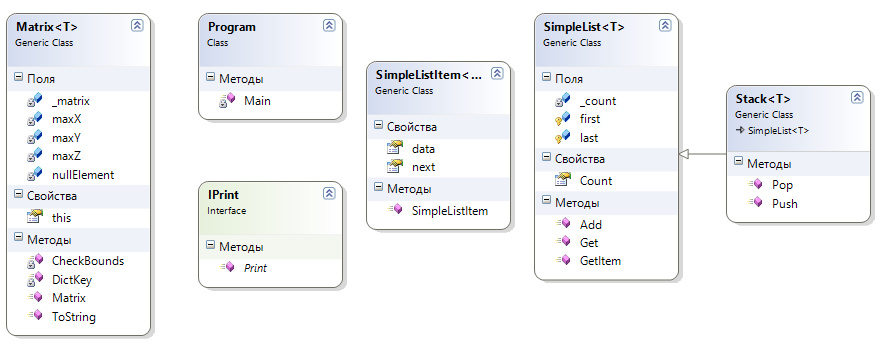 Matrix<T>
Generic Class
Поля
_matrix
maxX
maxY
maxZ
nullElement
Свойства
this
Методы
CheckBounds
DictKey
Matrix
ToString
Program
Class
Методы
Main
IPrint
Interface
Методы
Print
SimpleListItem<...
Generic Class
Свойства
data
next
Методы
SimpleListItem
SimpleList<T>
Generic Class
Поля
_count
first
last
Свойства
Count
Методы
Add
Get
GetItem
Stack<T>
Generic Class
SimpleList<T>
Методы
Pop
Push